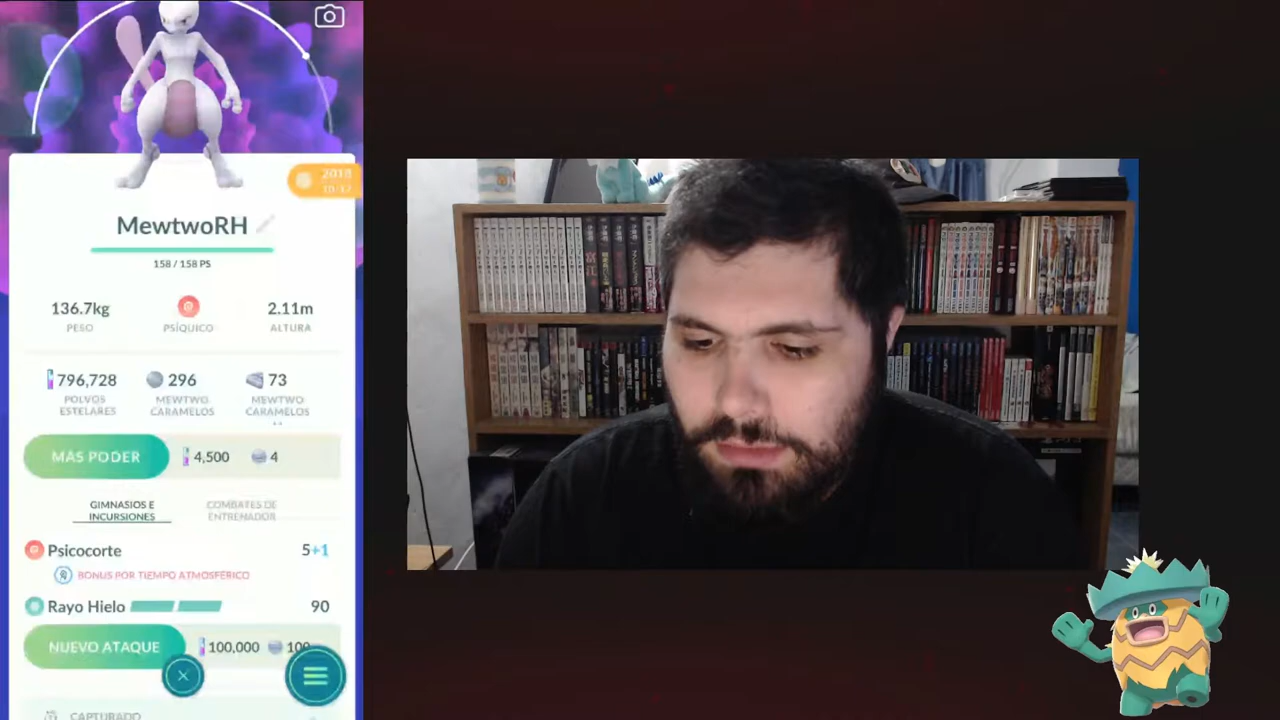 2018
MewtwoRH
158 / 158 PS
136.7kg
PESO
PSÍQUICO
2.11m
ALTURA
796,728
POLVOS
ESTELARES
296
MEWTWO
CARAMELOS
73
MEWTWO
CARAMELOS
MÁS PODER
4,500
4
GIMNASIOS E
INCURSIONES
COMBATES DE
ENTRENADOR
Psicocorte
5+1
BONUS POR TIEMPO ATMOSFÉRICO
Rayo Hielo
90
NUEVO ATAQUE
100,000
100
CAPTURADO